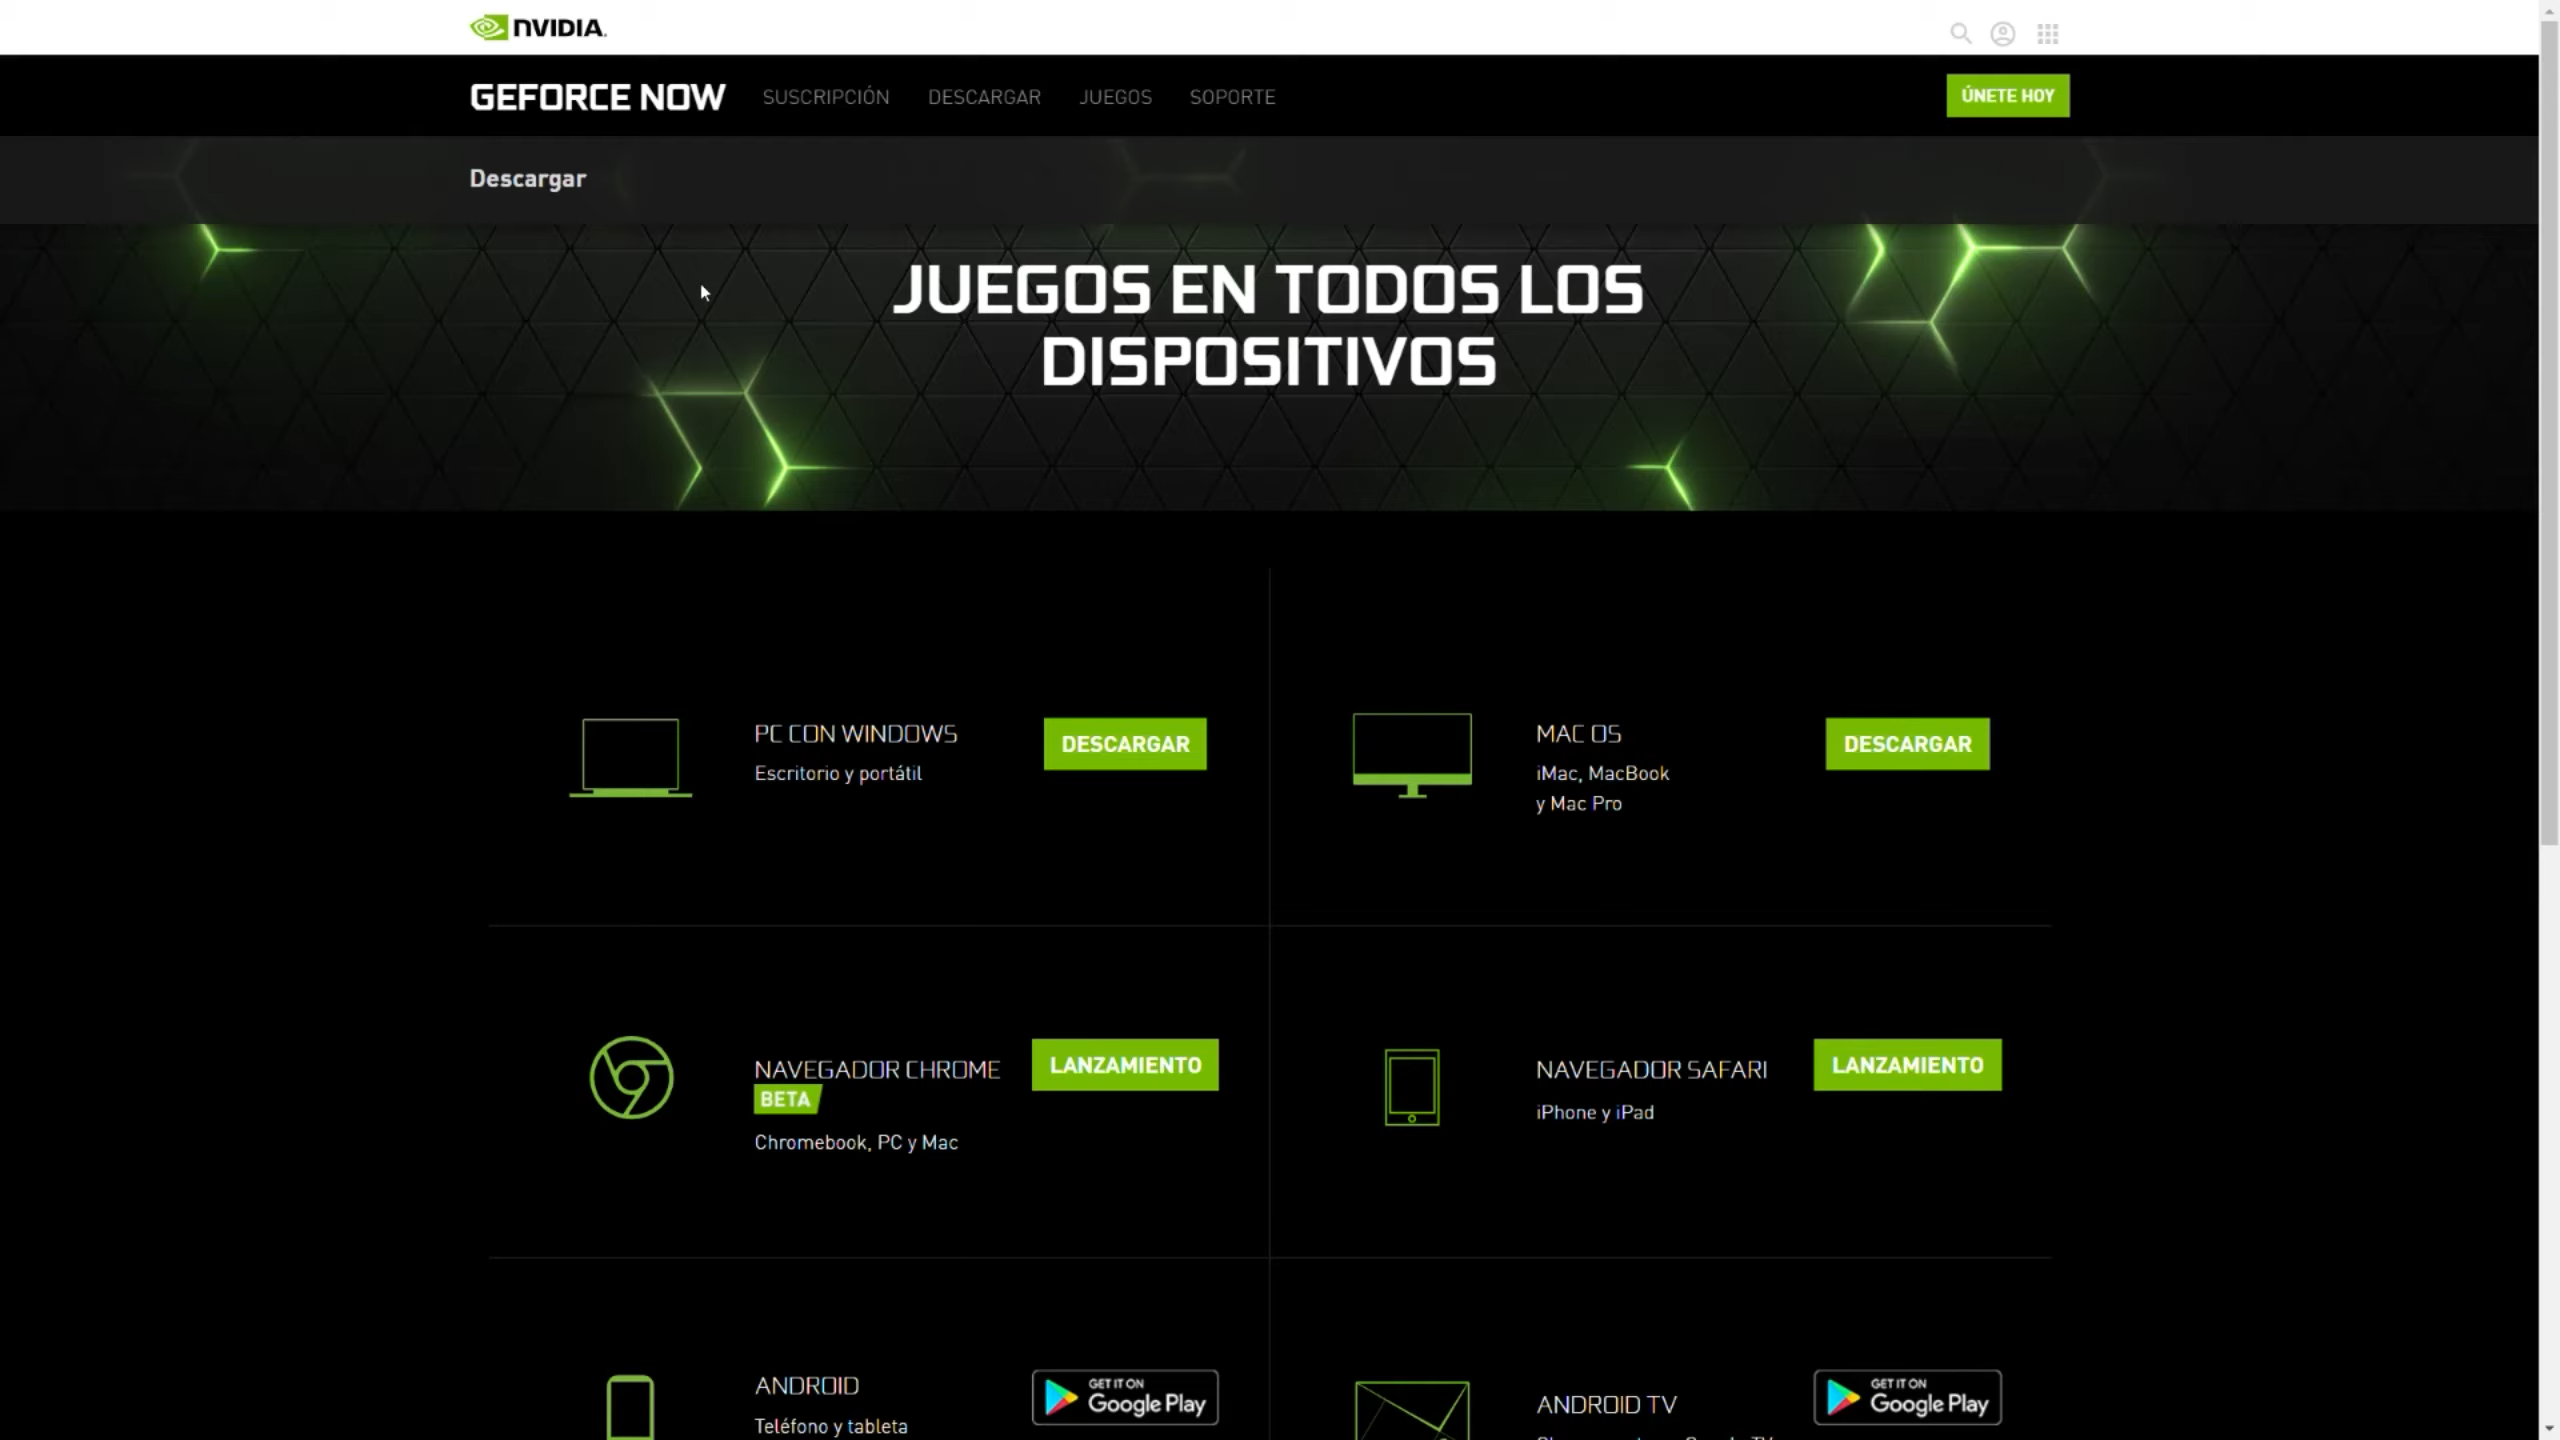 NVIDIA.
GEFORCE NOW
SUSCRIPCIÓN
DESCARGAR
JUEGOS
SOPORTE
ÚNETE HOY
Descargar
JUEGOS EN TODOS LOS
DISPOSITIVOS
PC CON WINDOWS
Escritorio y portátil
DESCARGAR
MAC OS
iMac, MacBook
y Mac Pro
DESCARGAR
NAVEGADOR CHROME
BETA
Chromebook, PC y Mac
LANZAMIENTO
NAVEGADOR SAFARI
iPhone y iPad
LANZAMIENTO
ANDROID
Teléfono y tableta
GET IT ON
Google Play
ANDROID TV
GET IT ON
Google Play